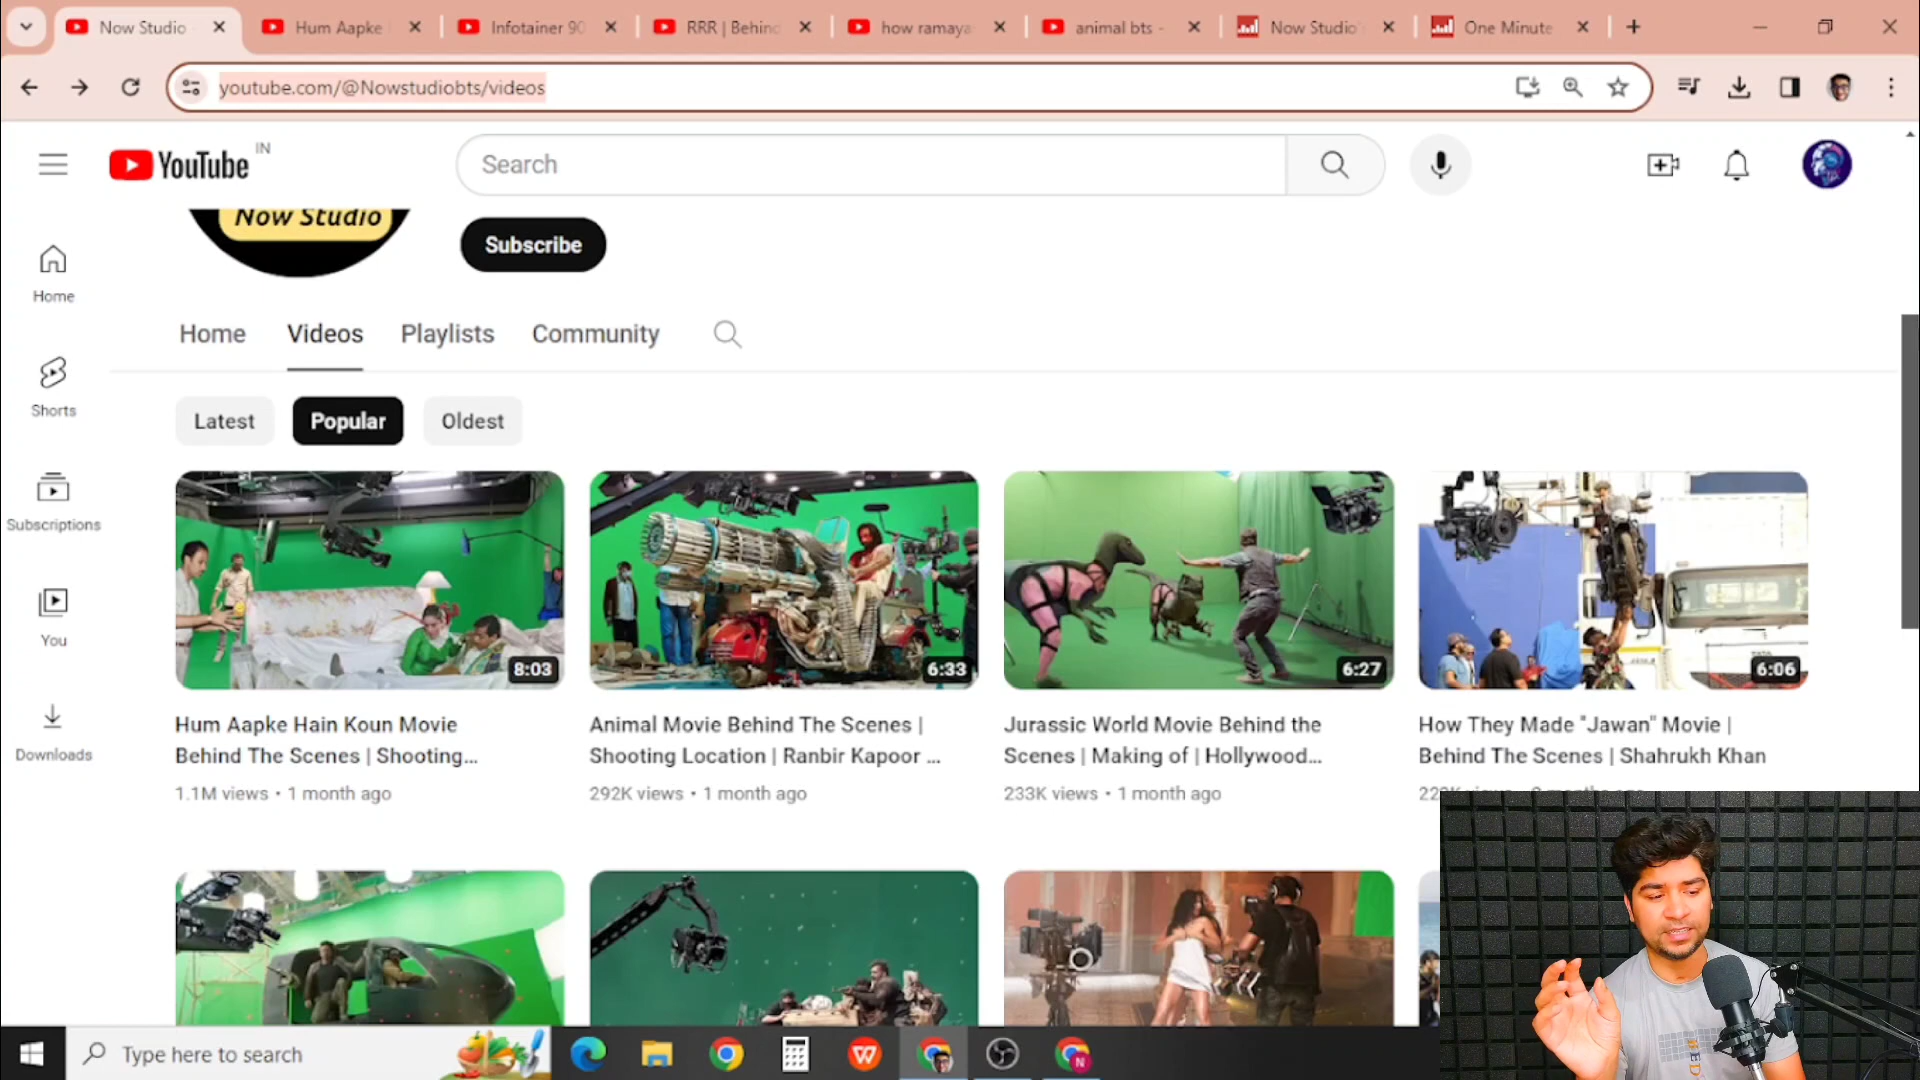 Now Studio
Hum Aapke
Infotainer 90
RRR | Behind
how ramaya
animal bts -
Now Studio'
One Minute
youtube.com/@Nowstudiobts/videos
YouTube
IN
Search
Now Studio
Subscribe
Home
Shorts
Subscriptions
You
Downloads
Home
Videos
Playlists
Community
Latest
Popular
Oldest
8:03
6:33
6:27
6:06
Hum Aapke Hain Koun Movie
Behind The Scenes | Shooting...
1.1M views • 1 month ago
Animal Movie Behind The Scenes |
Shooting Location | Ranbir Kapoor ...
292K views • 1 month ago
Jurassic World Movie Behind the
Scenes | Making of | Hollywood...
233K views • 1 month ago
How They Made "Jawan" Movie |
Behind The Scenes | Shahrukh Khan
Type here to search